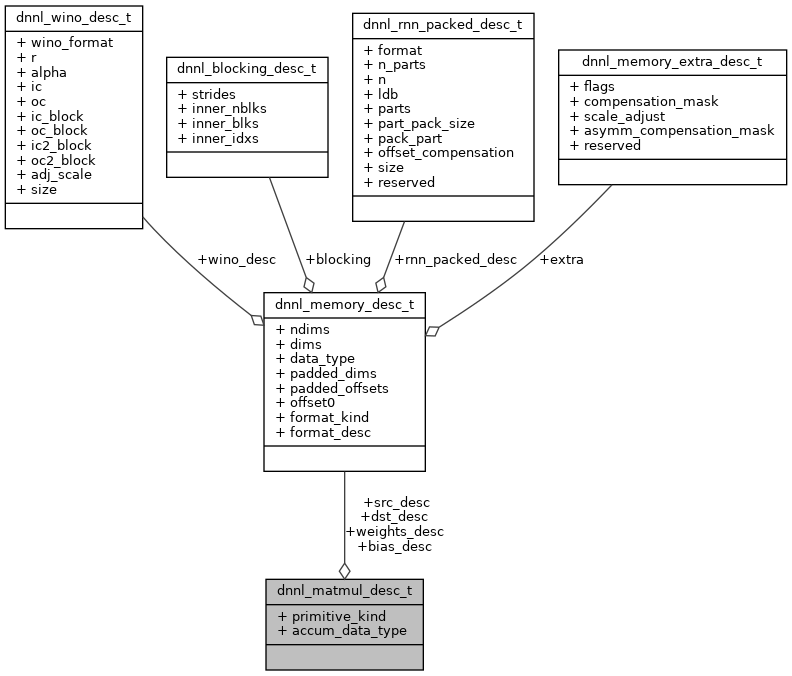 dnnl_wino_desc_t
+ wino_format
+ r
+ alpha
+ ic
+ oc
+ ic_block
+ oc_block
+ ic2_block
+ oc2_block
+ adj_scale
+ size
dnnl_blocking_desc_t
+ strides
+ inner_nblks
+ inner_blks
+ inner_idxs
dnnl_rnn_packed_desc_t
+ format
+ n_parts
+ n
+ ldb
+ parts
+ part_pack_size
+ pack_part
+ offset_compensation
+ size
+ reserved
dnnl_memory_extra_desc_t
+ flags
+ compensation_mask
+ scale_adjust
+ asymm_compensation_mask
+ reserved
+wino_desc
+blocking
+rnn_packed_desc
+extra
dnnl_memory_desc_t
+ ndims
+ dims
+ data_type
+ padded_dims
+ padded_offsets
+ offset0
+ format_kind
+ format_desc
+src_desc
+dst_desc
+weights_desc
+bias_desc
dnnl_matmul_desc_t
+ primitive_kind
+ accum_data_type